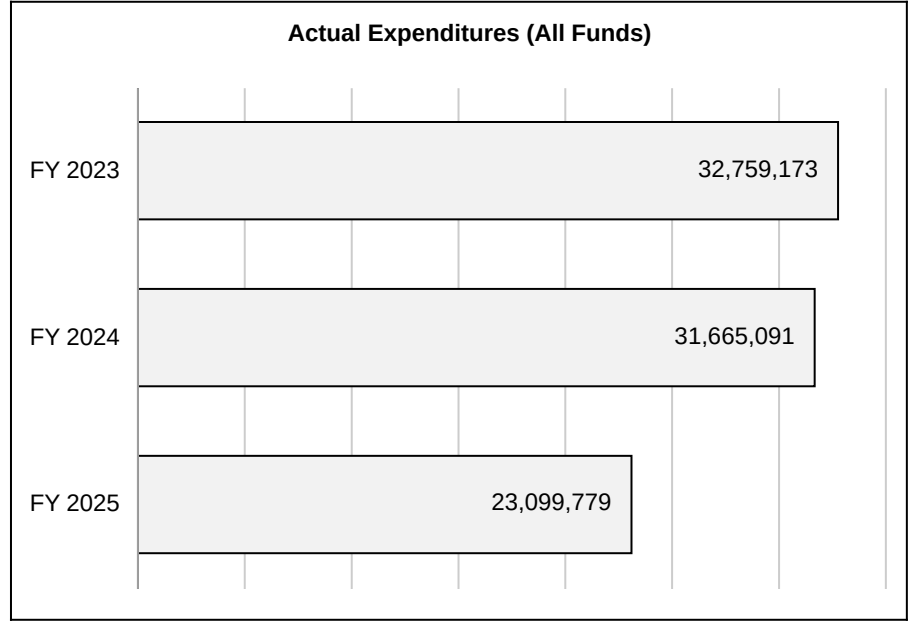 Actual Expenditures (All Funds)
FY 2023
32,759,173
FY 2024
31,665,091
FY 2025
23,099,779